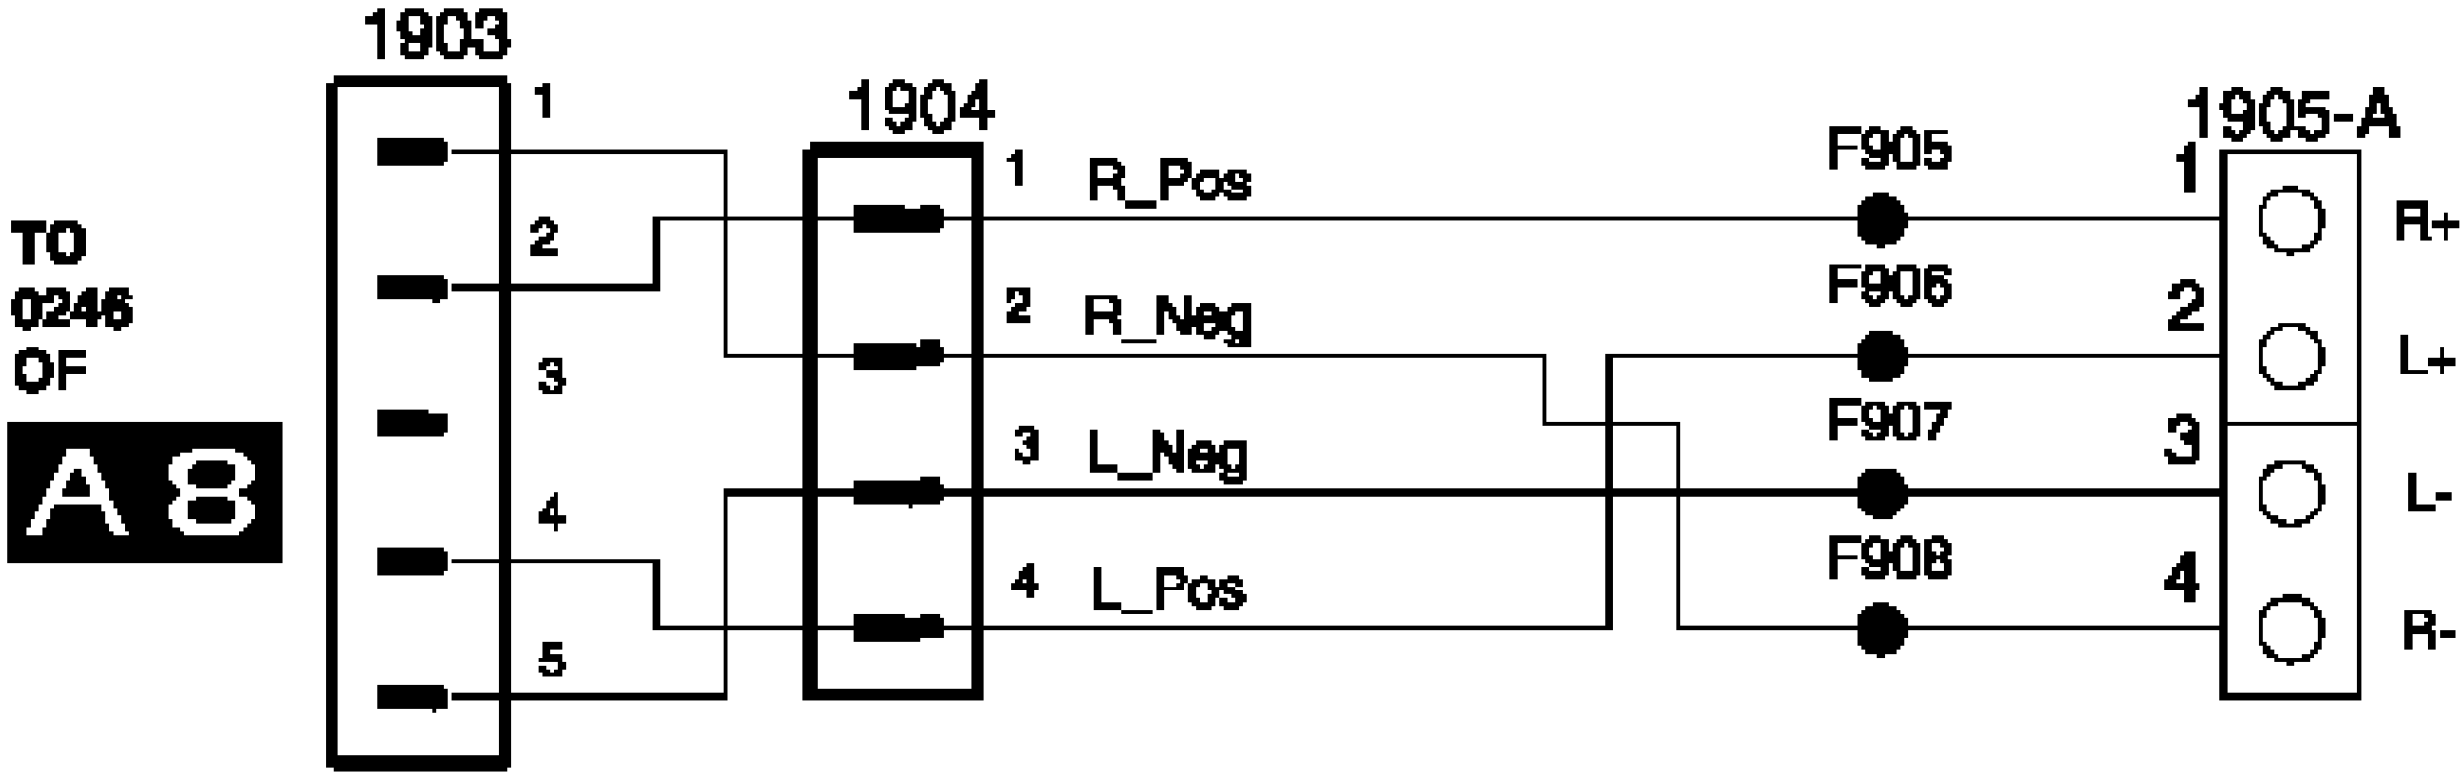 1903
1
2
3
4
5
TO
0246
OF
A 8
1904
1
2
3
4
R_Pos
R_Neg
L_Neg
L_Pos
F905
F906
F907
F908
1905-A
1
2
3
4
R+
L+
L-
R-